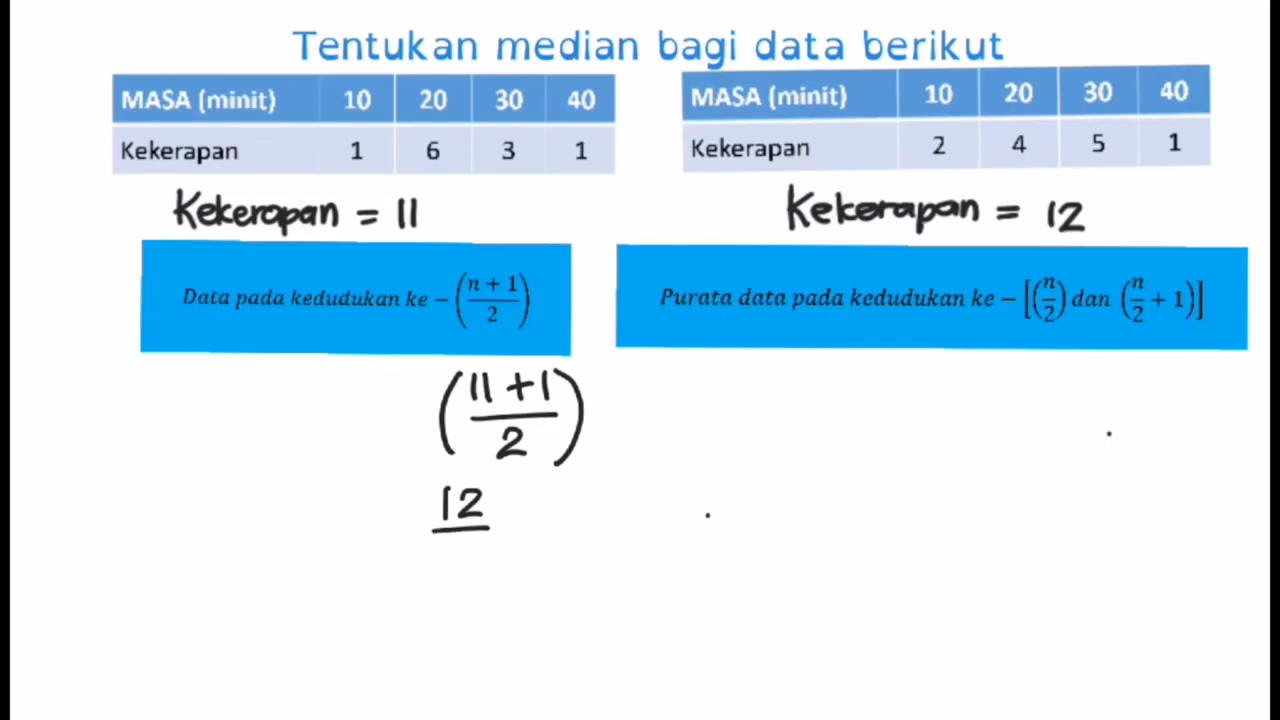 Tentukan median bagi data berikut
MASA (minit) 10 20 30 40
Kekerapan 1 6 3 1
Kekerapan = 11
Data pada kedudukan ke − ((n + 1)/2)
(11 + 1)
2
12
MASA (minit) 10 20 30 40
Kekerapan 2 4 5 1
Kekerapan = 12
Purata data pada kedudukan ke − [(n/2) dan (n/2 + 1)]